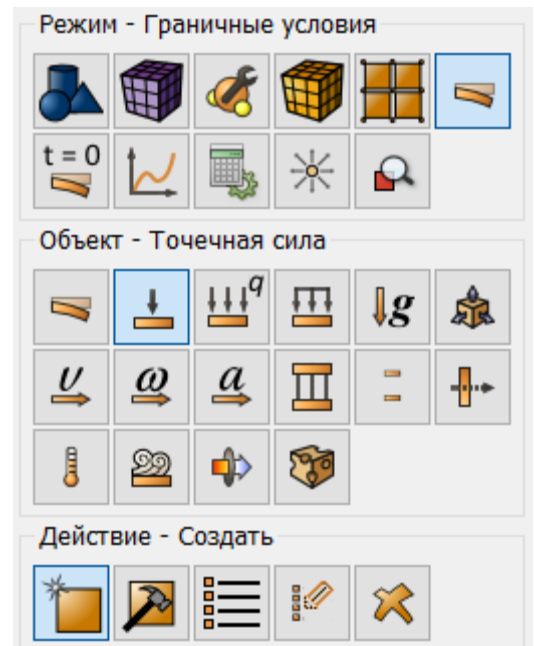 Режим - Граничные условия
t = 0
Объект - Точечная сила
q
g
υ ω a
Действие - Создать